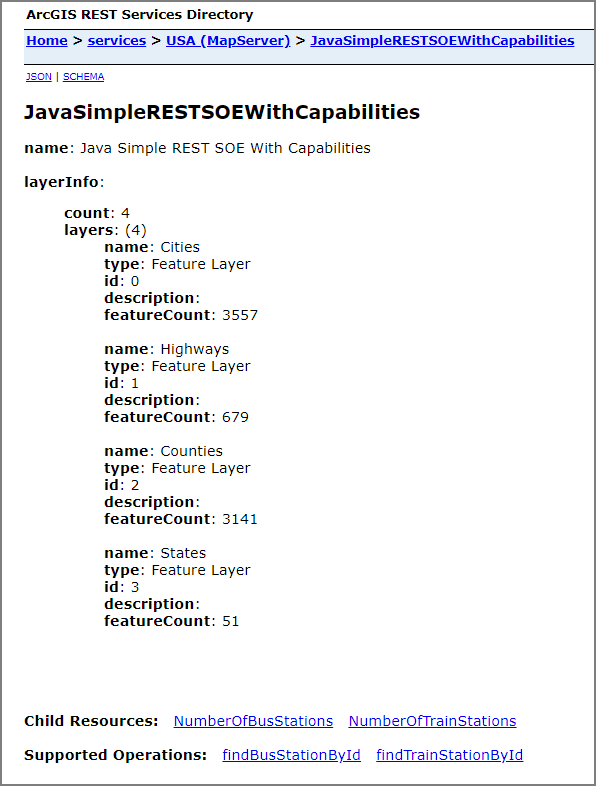 ArcGIS REST Services Directory
Home > services > USA (MapServer) > JavaSimpleRESTSOEWithCapabilities
JSON | SCHEMA
JavaSimpleRESTSOEWithCapabilities
name: Java Simple REST SOE With Capabilities
layerInfo:
count: 4
layers: (4)
name: Cities
type: Feature Layer
id: 0
description:
featureCount: 3557
name: Highways
type: Feature Layer
id: 1
description:
featureCount: 679
name: Counties
type: Feature Layer
id: 2
description:
featureCount: 3141
name: States
type: Feature Layer
id: 3
description:
featureCount: 51
Child Resources: NumberOfBusStations NumberOfTrainStations
Supported Operations: findBusStationById findTrainStationById